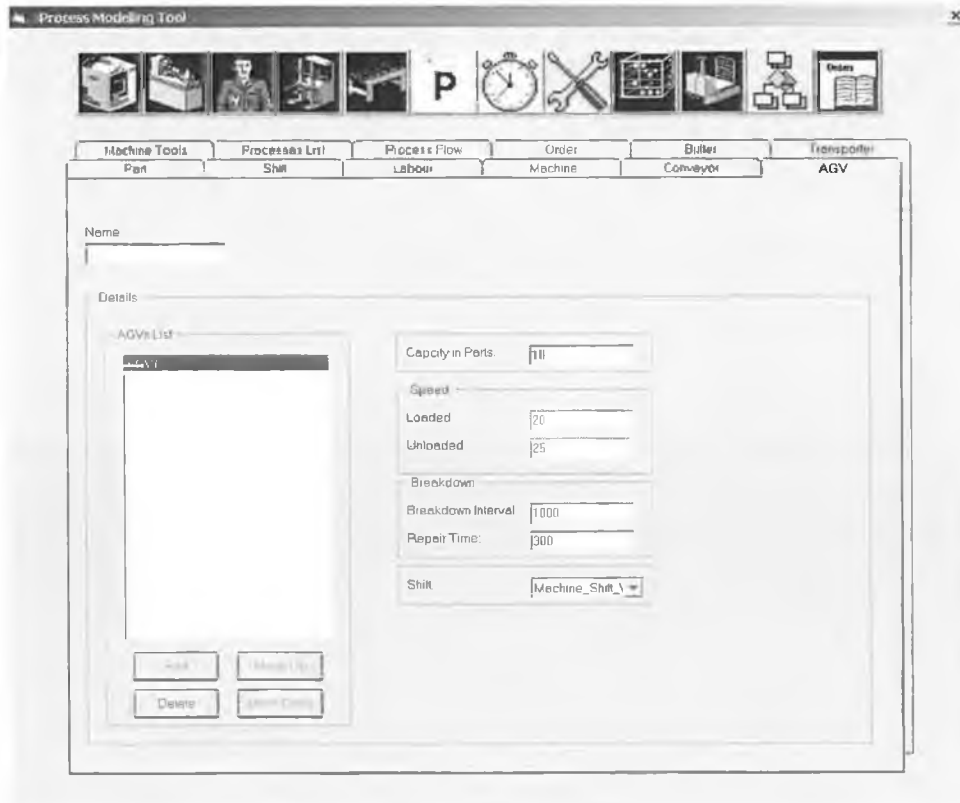 Process Modelling Tool
P
Orders
Machine Tools Processes List Process Flow Order Buffer Transporter
Part Shift Labour Machine Conveyor AGV
Name
Details
AGVs List
AGV1
Capcity in Parts: 10
Speed
Loaded 20
Unloaded 25
Breakdown
Breakdown Interval 1000
Repair Time: 300
Shift Machine_Shift_
Add Move Up
Delete Move Down